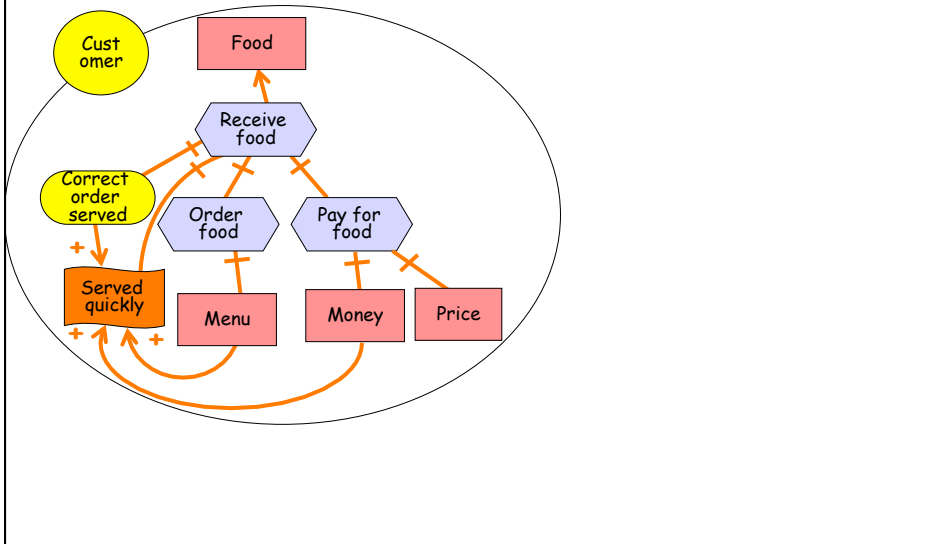 Cust
omer
Food
Receive
food
Correct
order
served
Order
food
Pay for
food
+
Served
quickly
Menu
Money
Price
+
+